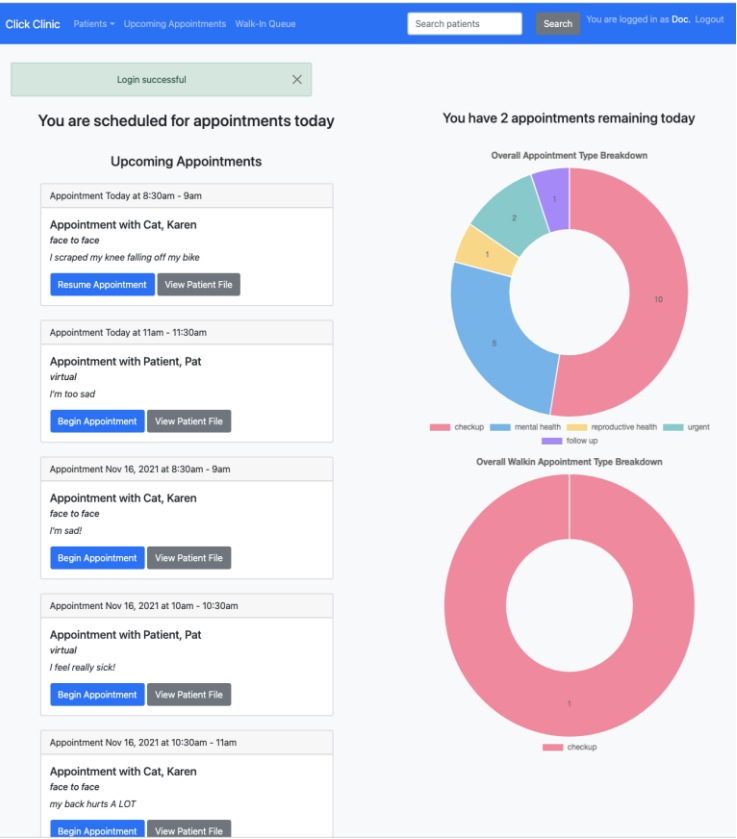 Click Clinic Patients Upcoming Appointments Walk-In Queue Search patients Search You are logged in as Doc. Logout
Login successful
You are scheduled for appointments today
Upcoming Appointments
Appointment Today at 8:30am - 9am
Appointment with Cat, Karen
face to face
I scraped my knee falling off my bike
Resume Appointment View Patient File
Appointment Today at 11am - 11:30am
Appointment with Patient, Pat
virtual
I'm too sad
Begin Appointment View Patient File
Appointment Nov 16, 2021 at 8:30am - 9am
Appointment with Cat, Karen
face to face
I'm sad!
Begin Appointment View Patient File
Appointment Nov 16, 2021 at 10am - 10:30am
Appointment with Patient, Pat
virtual
I feel really sick!
Begin Appointment View Patient File
Appointment Nov 16, 2021 at 10:30am - 11am
Appointment with Cat, Karen
face to face
my back hurts A LOT
Begin Appointment View Patient File
You have 2 appointments remaining today
Overall Appointment Type Breakdown
1
2
1
10
5
checkup mental health reproductive health urgent
follow up
Overall Walkin Appointment Type Breakdown
1
checkup